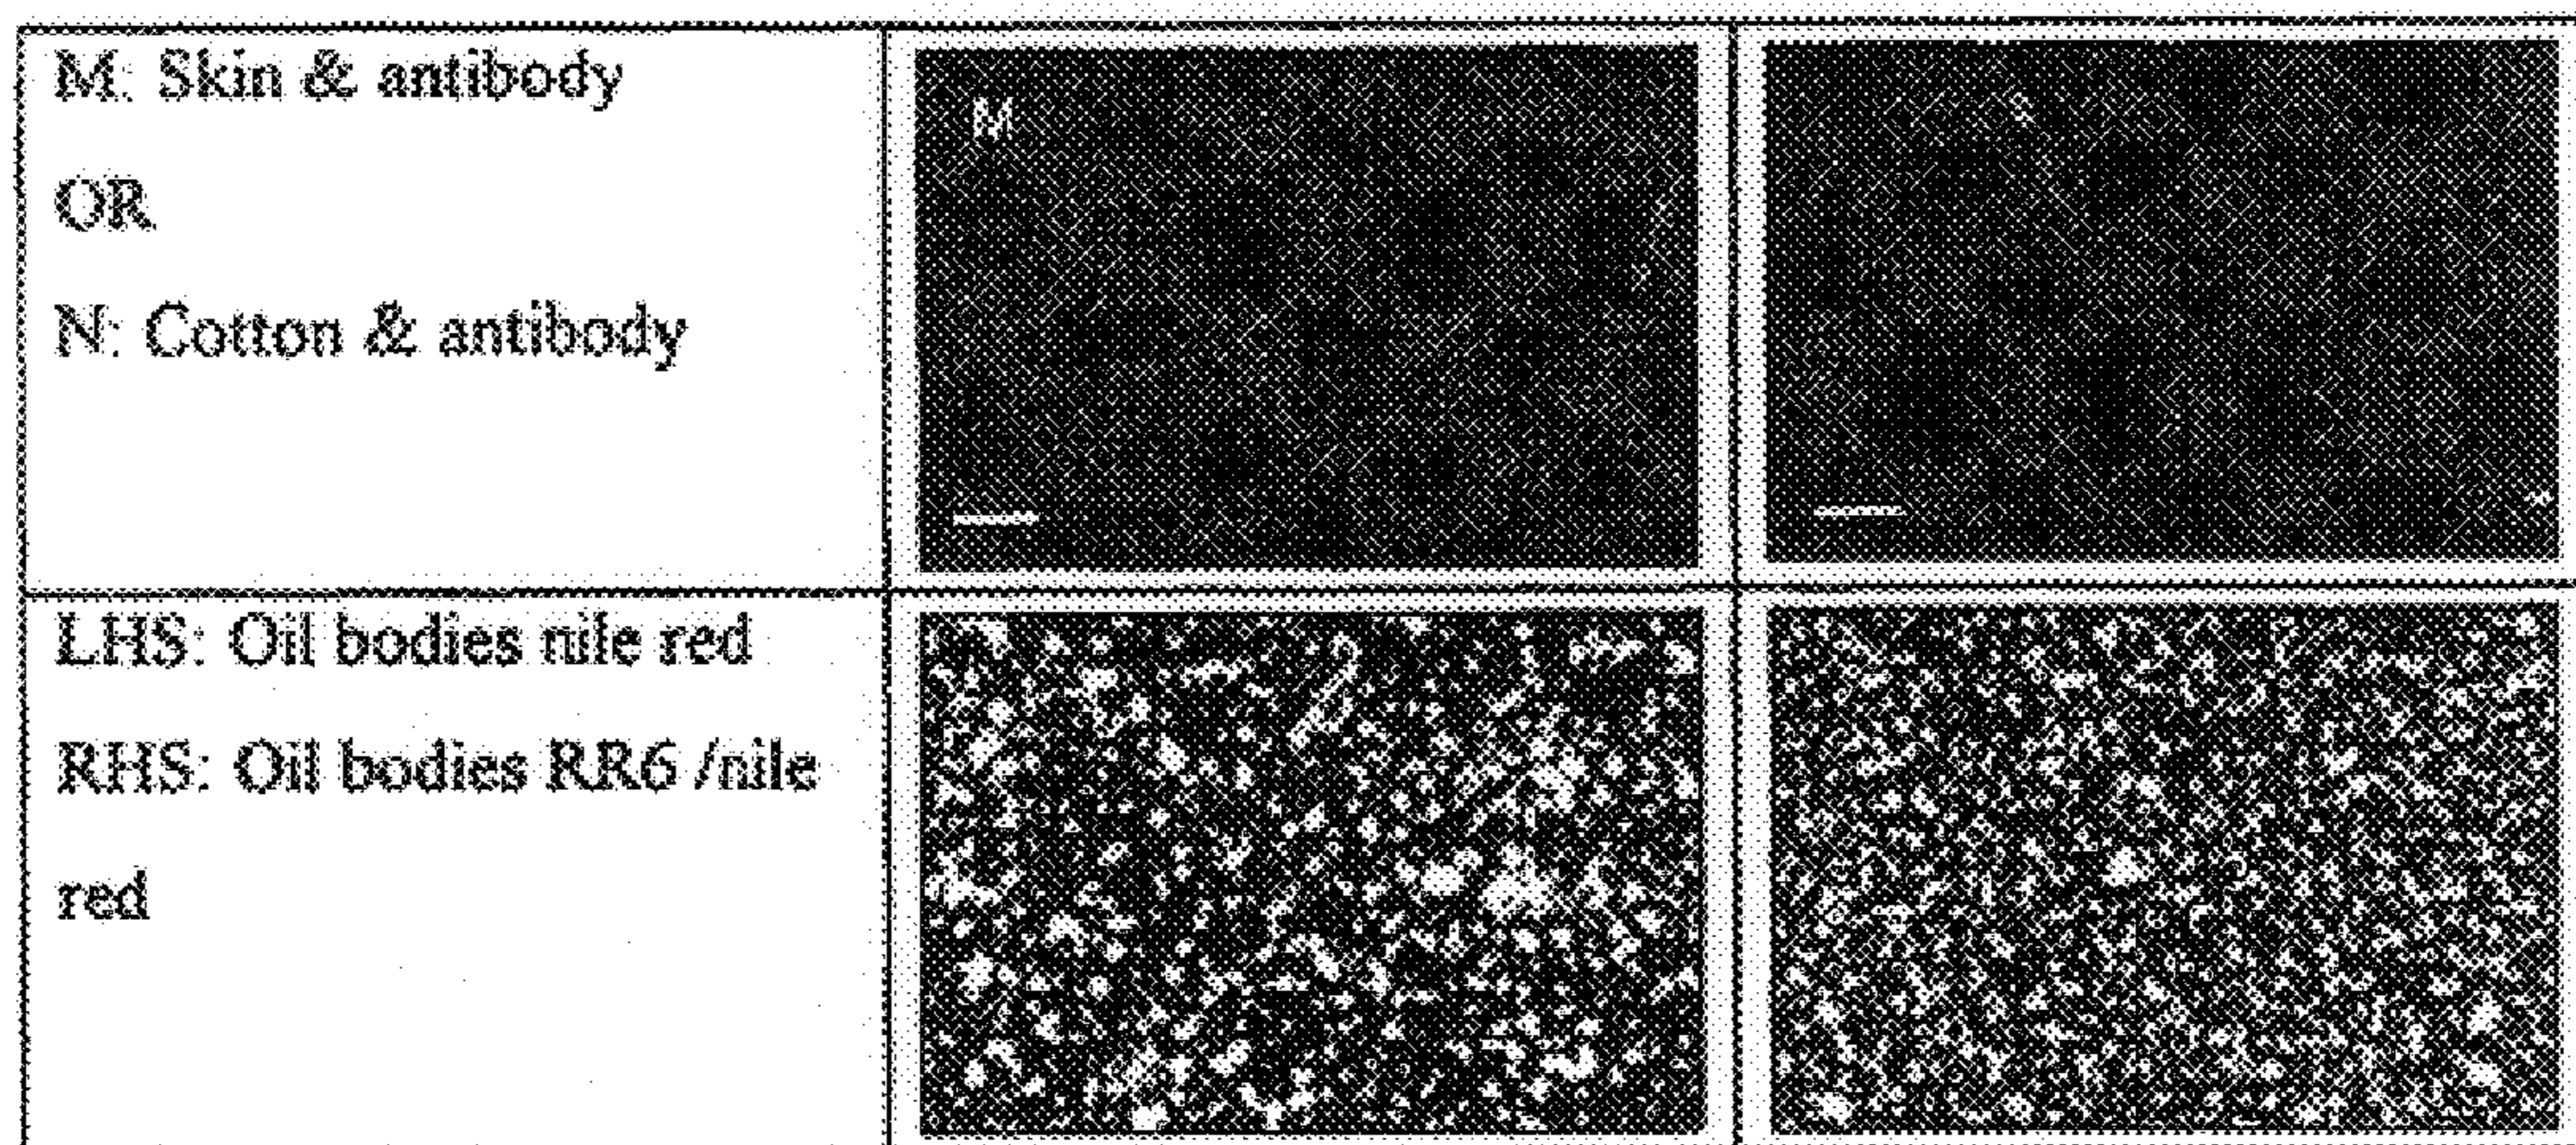 M: Skin & antibody
OR
N: Cotton & antibody
M
LHS: Oil bodies nile red
RHS: Oil bodies RR6 /nile
red